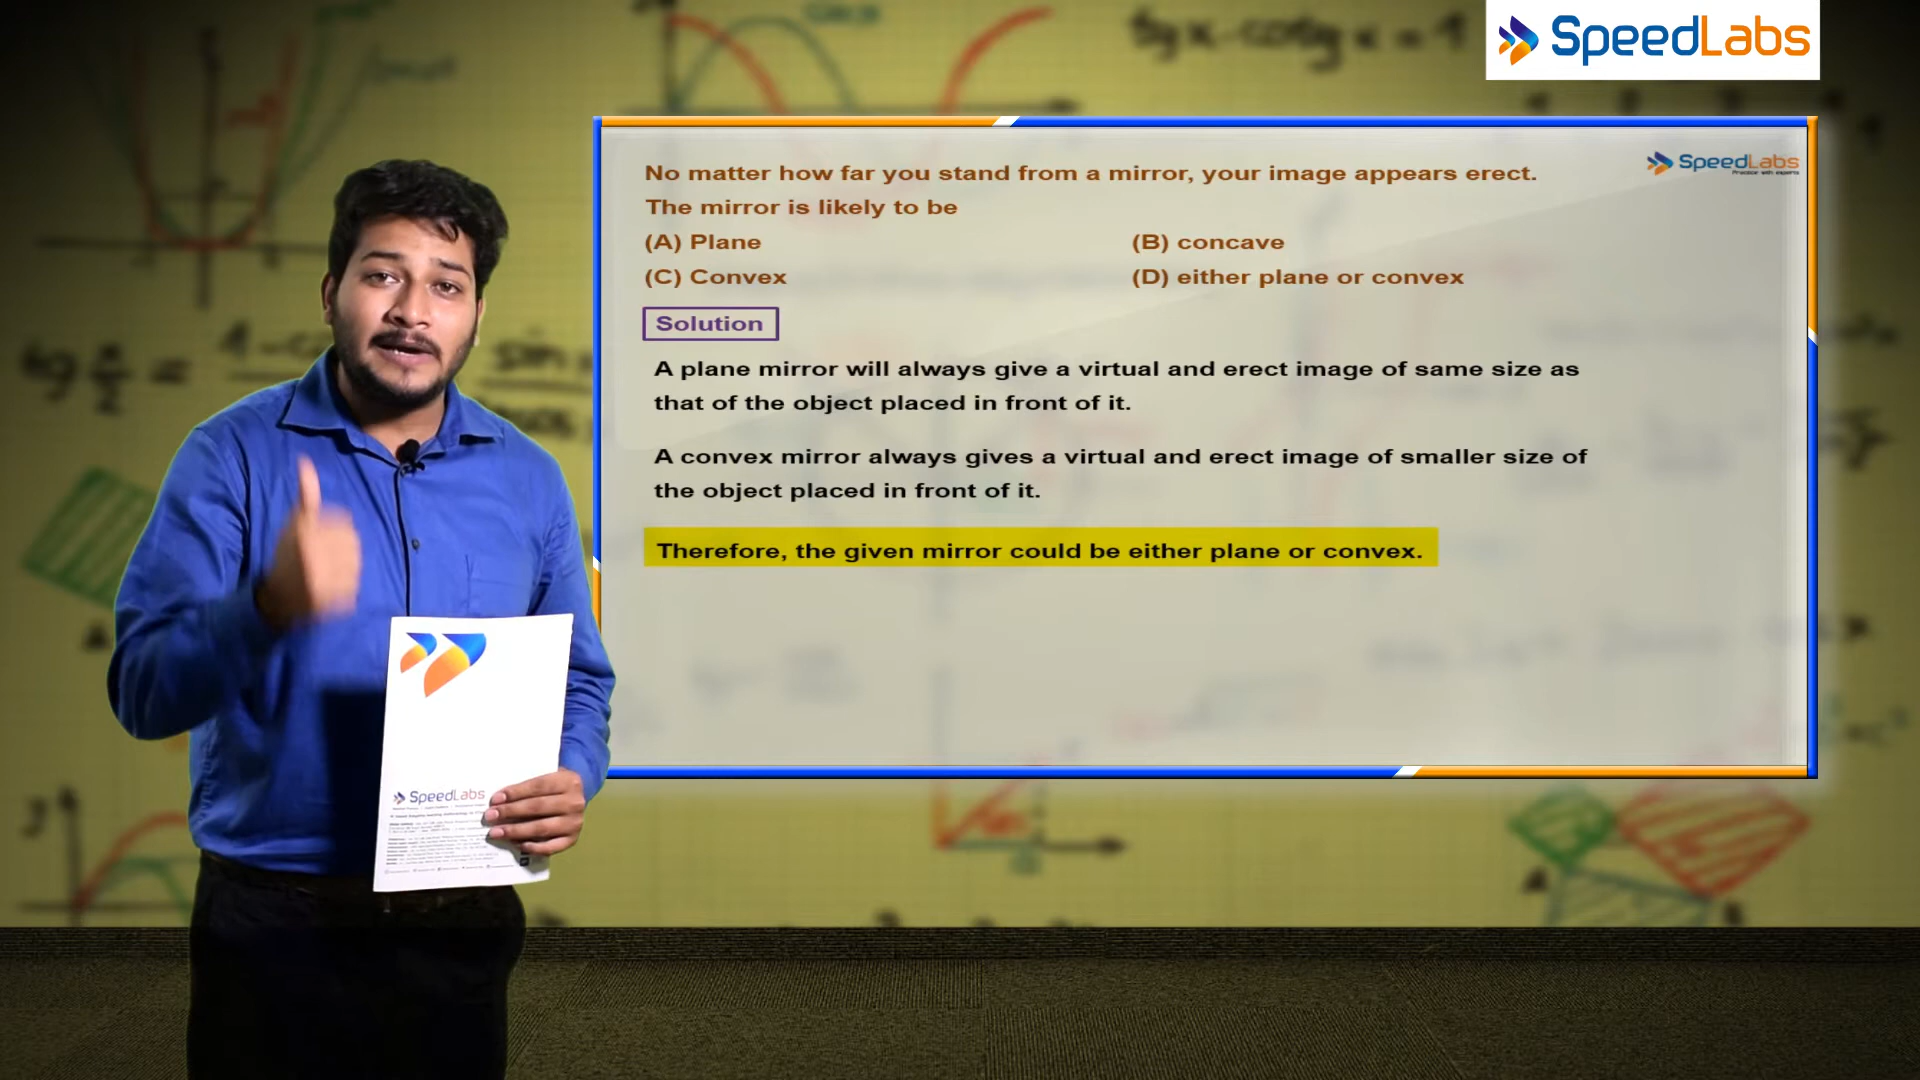 SpeedLabs
tgx·cotgx=1
SpeedLabs
No matter how far you stand from a mirror, your image appears erect.
The mirror is likely to be
(A) Plane
(B) concave
(C) Convex
(D) either plane or convex
Solution
A plane mirror will always give a virtual and erect image of same size as
that of the object placed in front of it.
A convex mirror always gives a virtual and erect image of smaller size of
the object placed in front of it.
Therefore, the given mirror could be either plane or convex.
SpeedLabs